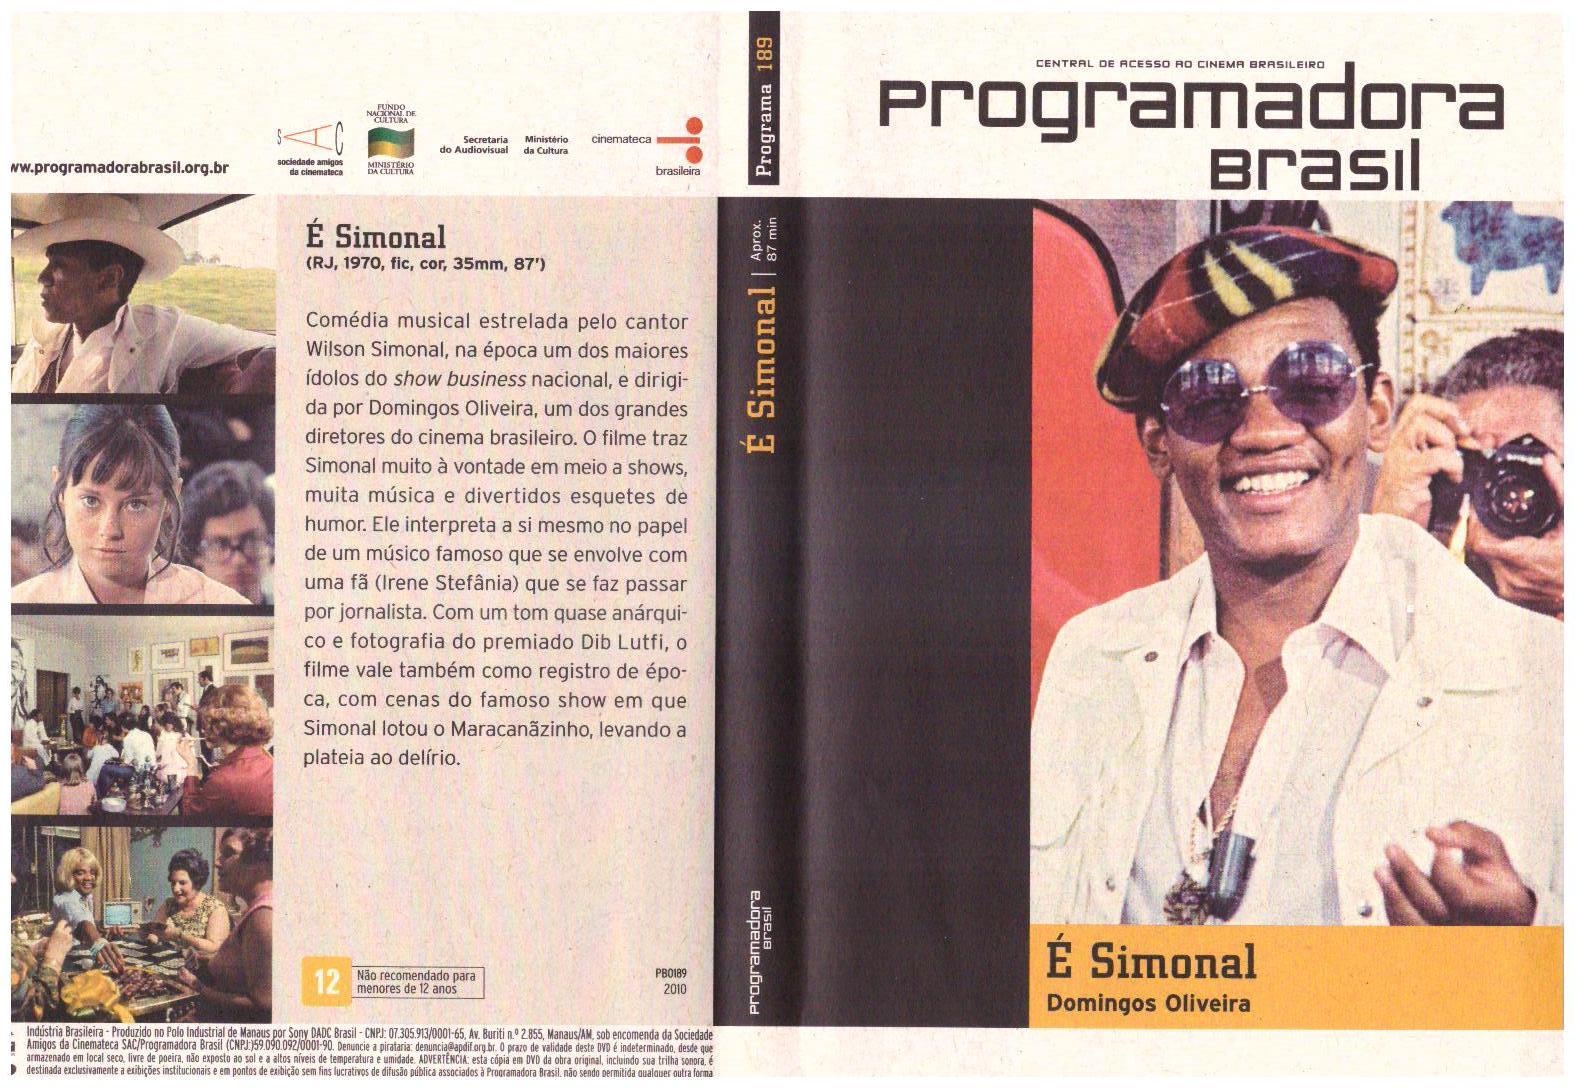 www.programadorabrasil.org.br
SAC
sociedade amigos
da cinemateca
FUNDO
NACIONAL DE
CULTURA
MINISTÉRIO
DA CULTURA
Secretaria
do Audiovisual
Ministério
da Cultura
cinemateca
brasileira
É Simonal
(RJ, 1970, fic, cor, 35mm, 87')
Comédia musical estrelada pelo cantor
Wilson Simonal, na época um dos maiores
ídolos do show business nacional, e dirigi-
da por Domingos Oliveira, um dos grandes
diretores do cinema brasileiro. O filme traz
Simonal muito à vontade em meio a shows,
muita música e divertidos esquetes de
humor. Ele interpreta a si mesmo no papel
de um músico famoso que se envolve com
uma fã (Irene Stefânia) que se faz passar
por jornalista. Com um tom quase anárqui-
co e fotografia do premiado Dib Lutfi, o
filme vale também como registro de épo-
ca, com cenas do famoso show em que
Simonal lotou o Maracanãzinho, levando a
plateia ao delírio.
12
Não recomendado para
menores de 12 anos
PB0189
2010
Indústria Brasileira - Produzido no Polo Industrial de Manaus por Sony DADC Brasil - CNPJ: 07.305.913/0001-65, Av. Buriti n.º 2.855, Manaus/AM, sob encomenda da Sociedade
Amigos da Cinemateca SAC/Programadora Brasil (CNPJ:)59.090.092/0001-90. Denuncie a pirataria: denuncia@apdif.org.br. O prazo de validade deste DVD é indeterminado, desde que
armazenado em local seco, livre de poeira, não exposto ao sol e a altos níveis de temperatura e umidade. ADVERTÊNCIA: esta cópia em DVD da obra original, incluindo sua trilha sonora, é
destinada exclusivamente a exibições institucionais e em pontos de exibição sem fins lucrativos de difusão pública associados à Programadora Brasil, não sendo permitida qualquer outra forma
Programa 189
É Simonal
Aprox.
87 min
programadora
Brasil
CENTRAL DE ACESSO AO CINEMA BRASILEIRO
programadora
Brasil
É Simonal
Domingos Oliveira